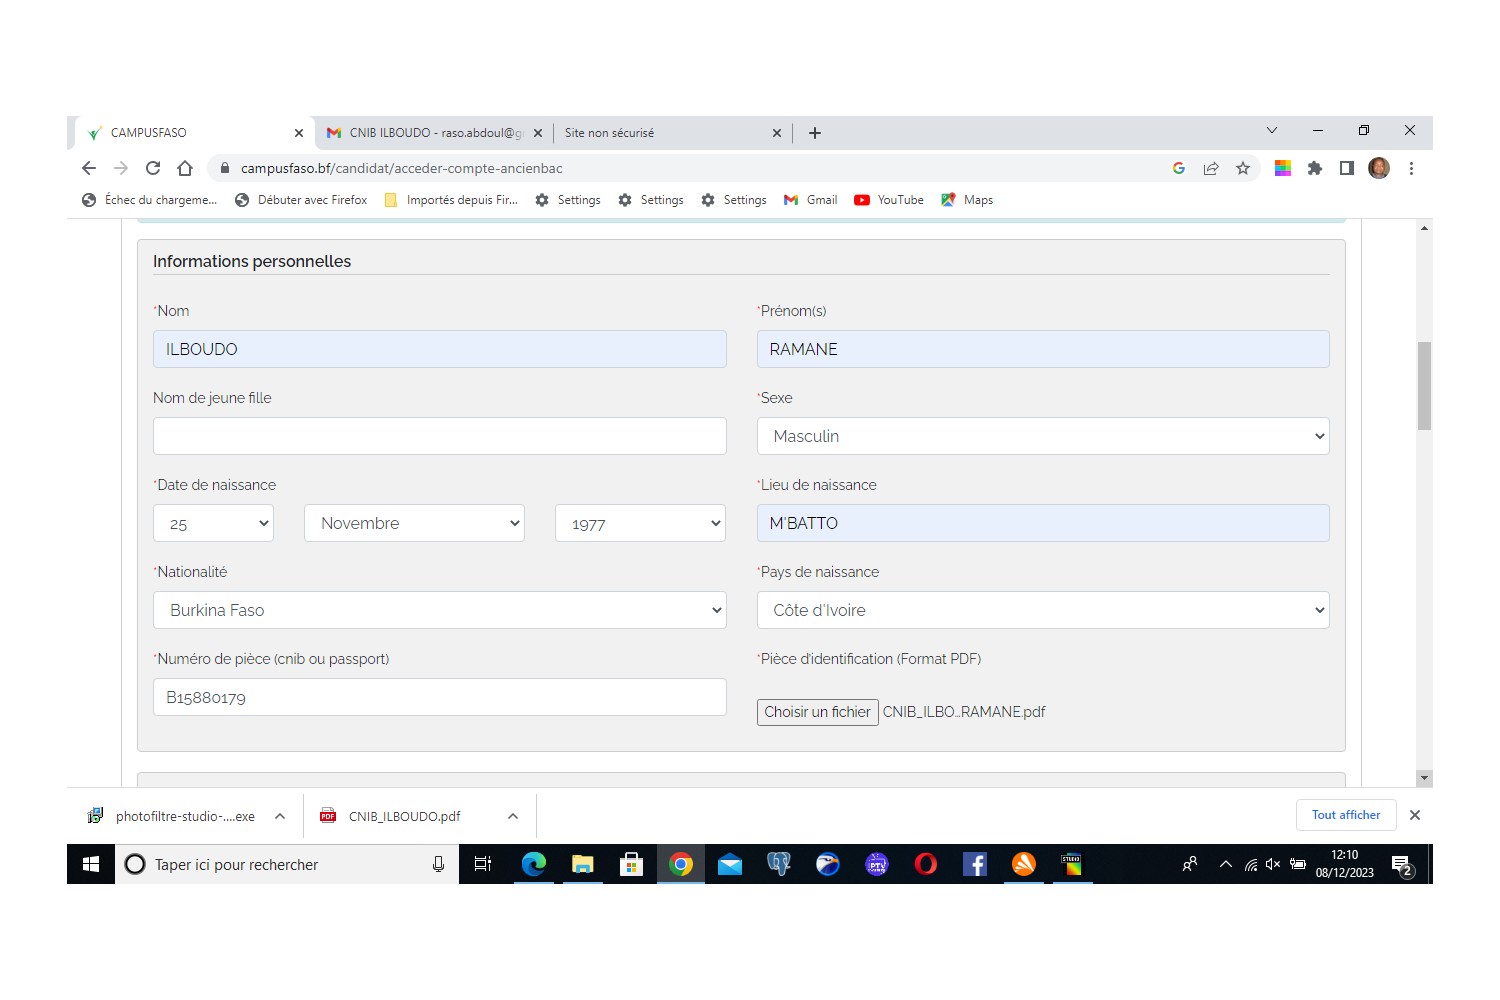 CAMPUSFASO
CNIB ILBOUDO - raso.abdoul@g
Site non sécurisé
campusfaso.bf/candidat/acceder-compte-ancienbac
Échec du chargeme... Débuter avec Firefox Importés depuis Fir... Settings Settings Settings Gmail YouTube Maps
Informations personnelles
*Nom
*Prénom(s)
ILBOUDO
RAMANE
Nom de jeune fille
*Sexe
Masculin
*Date de naissance
*Lieu de naissance
25 Novembre 1977
M'BATTO
*Nationalité
*Pays de naissance
Burkina Faso
Côte d'Ivoire
*Numéro de pièce (cnib ou passport)
*Pièce d'identification (Format PDF)
B15880179
Choisir un fichier CNIB_ILBO...RAMANE.pdf
photofiltre-studio-....exe
PDF CNIB_ILBOUDO.pdf
Tout afficher
Taper ici pour rechercher
STUDIO
12:10
08/12/2023
2